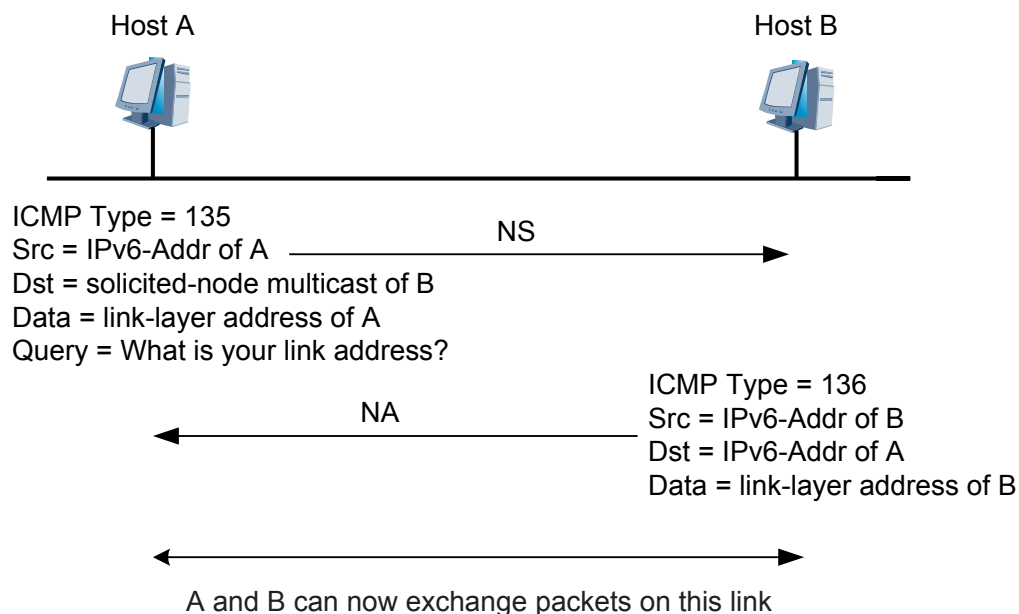 Host A
Host B
ICMP Type = 135
Src = IPv6-Addr of A
Dst = solicited-node multicast of B
Data = link-layer address of A
Query = What is your link address?
NS
ICMP Type = 136
Src = IPv6-Addr of B
Dst = IPv6-Addr of A
Data = link-layer address of B
NA
A and B can now exchange packets on this link